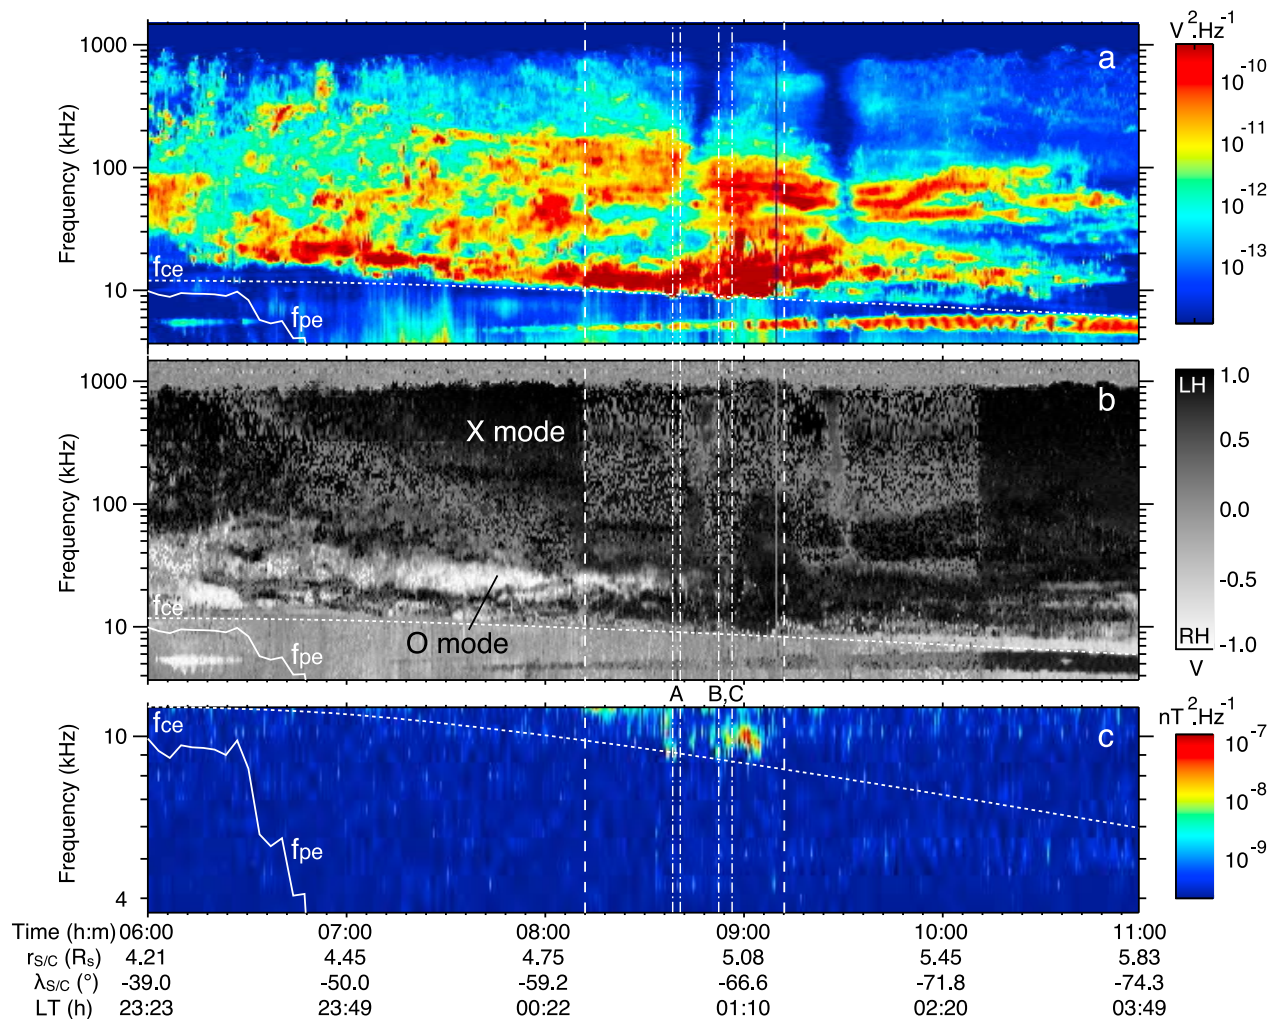 V².Hz⁻¹
a
1000
100
10
Frequency (kHz)
fce
fpe
10⁻¹⁰
10⁻¹¹
10⁻¹²
10⁻¹³
b
1000
100
10
Frequency (kHz)
X mode
O mode
fce
fpe
LH
1.0
0.5
0.0
-0.5
-1.0
RH
V
A
B,C
c
10
4
Frequency (kHz)
fce
fpe
nT².Hz⁻¹
10⁻⁷
10⁻⁸
10⁻⁹
Time (h:m) 06:00 07:00 08:00 09:00 10:00 11:00
rS/C (Rs) 4.21 4.45 4.75 5.08 5.45 5.83
λS/C (°) -39.0 -50.0 -59.2 -66.6 -71.8 -74.3
LT (h) 23:23 23:49 00:22 01:10 02:20 03:49